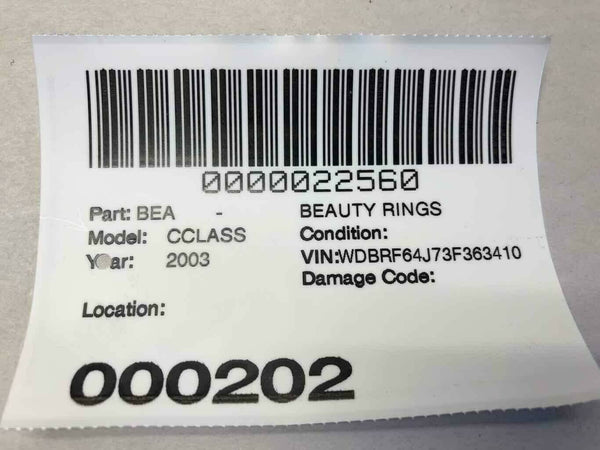 0000022560
Part: BEA - BEAUTY RINGS
Model: CCLASS Condition:
Year: 2003 VIN:WDBRF64J73F363410
Damage Code:
Location:
000202